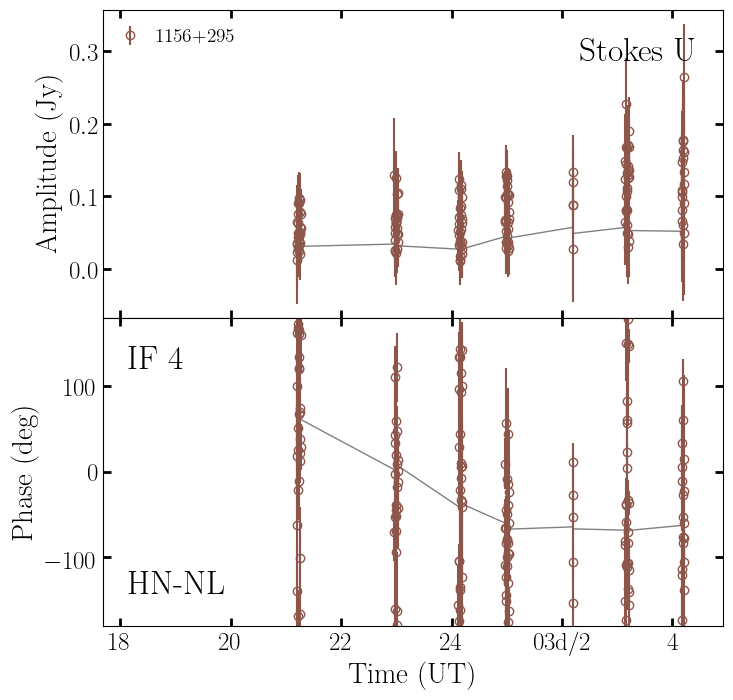 1156+295
Stokes U
0.3
0.2
0.1
0.0
Amplitude (Jy)
IF 4
100
0
−100
Phase (deg)
HN-NL
18 20 22 24 03d/2 4
Time (UT)